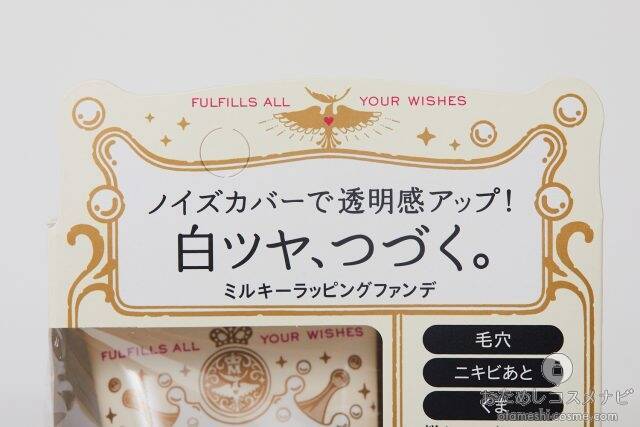 FULFILLS ALL YOUR WISHES
ノイズカバーで透明感アップ!
白ツヤ、つづく。
ミルキーラッピングファンデ
FULFILLS ALL YOUR WISHES
M
毛穴
ニキビあと
くま
おためしコスメナビ
otameshi-cosme.com